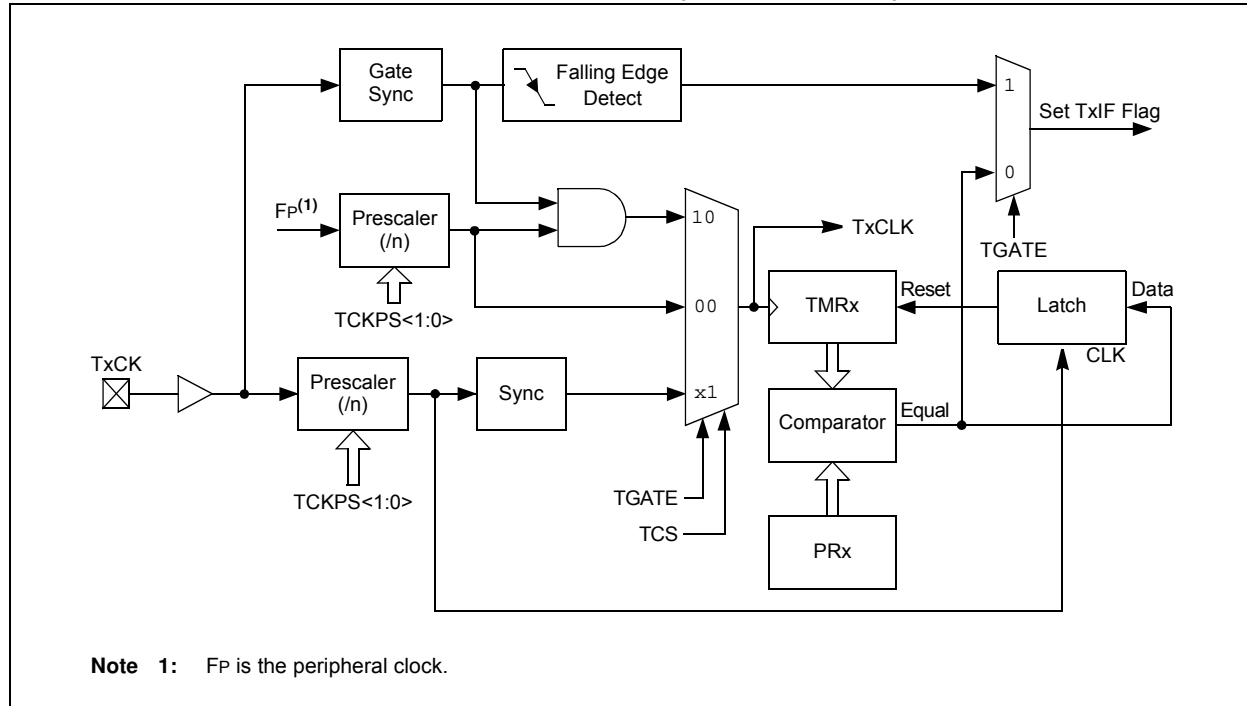 Gate
Sync
Falling Edge
Detect
1
Set TxIF Flag
0
FP(1)
Prescaler
(/n)
10
TxCLK
TGATE
TCKPS<1:0>
00
TMRx
Reset
Latch
Data
CLK
TxCK
Prescaler
(/n)
Sync
x1
Comparator
Equal
TCKPS<1:0>
TGATE
TCS
PRx
Note 1: FP is the peripheral clock.